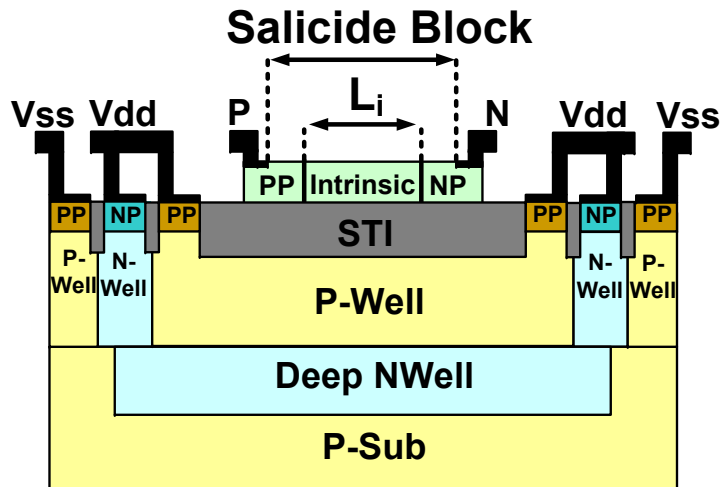 Salicide Block
Vss Vdd P Li N Vdd Vss
PP Intrinsic NP
PP NP PP STI PP NP PP
P-Well N-Well P-Well N-Well P-Well
Deep NWell
P-Sub